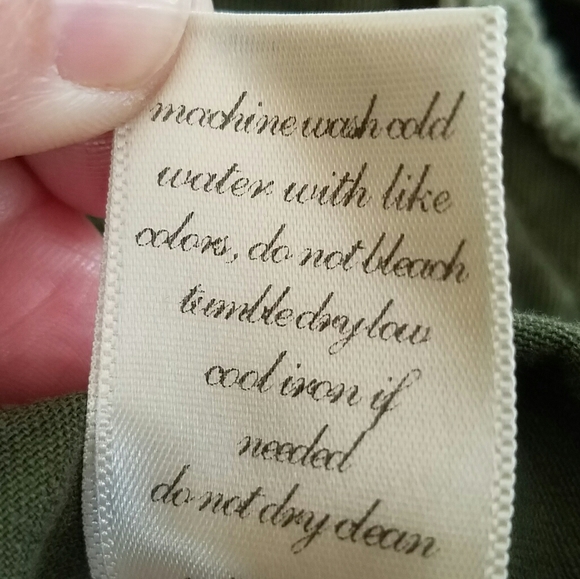 machine wash cold
water with like
colors, do not bleach
tumble dry low
cool iron if
needed
do not dry clean